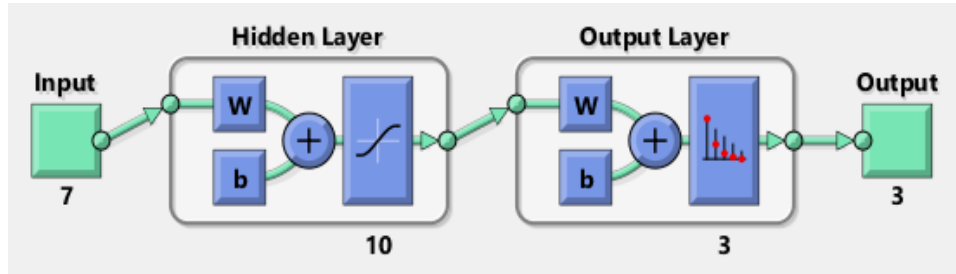 Hidden Layer Output Layer
Input Output
W W
+ +
b b
7 3
10 3